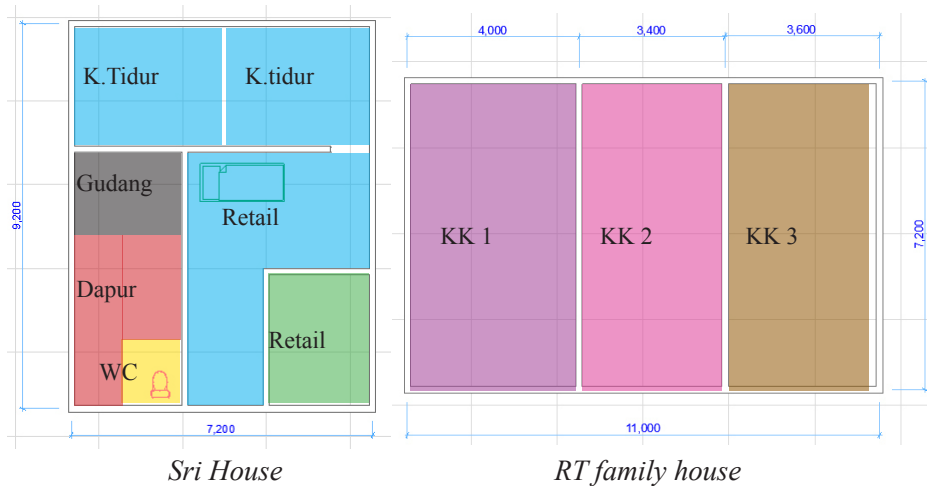 K.Tidur
K.tidur
Gudang
Retail
Dapur
Retail
WC
9,200
7,200
Sri House
4,000
3,400
3,600
KK 1
KK 2
KK 3
7,200
11,000
RT family house